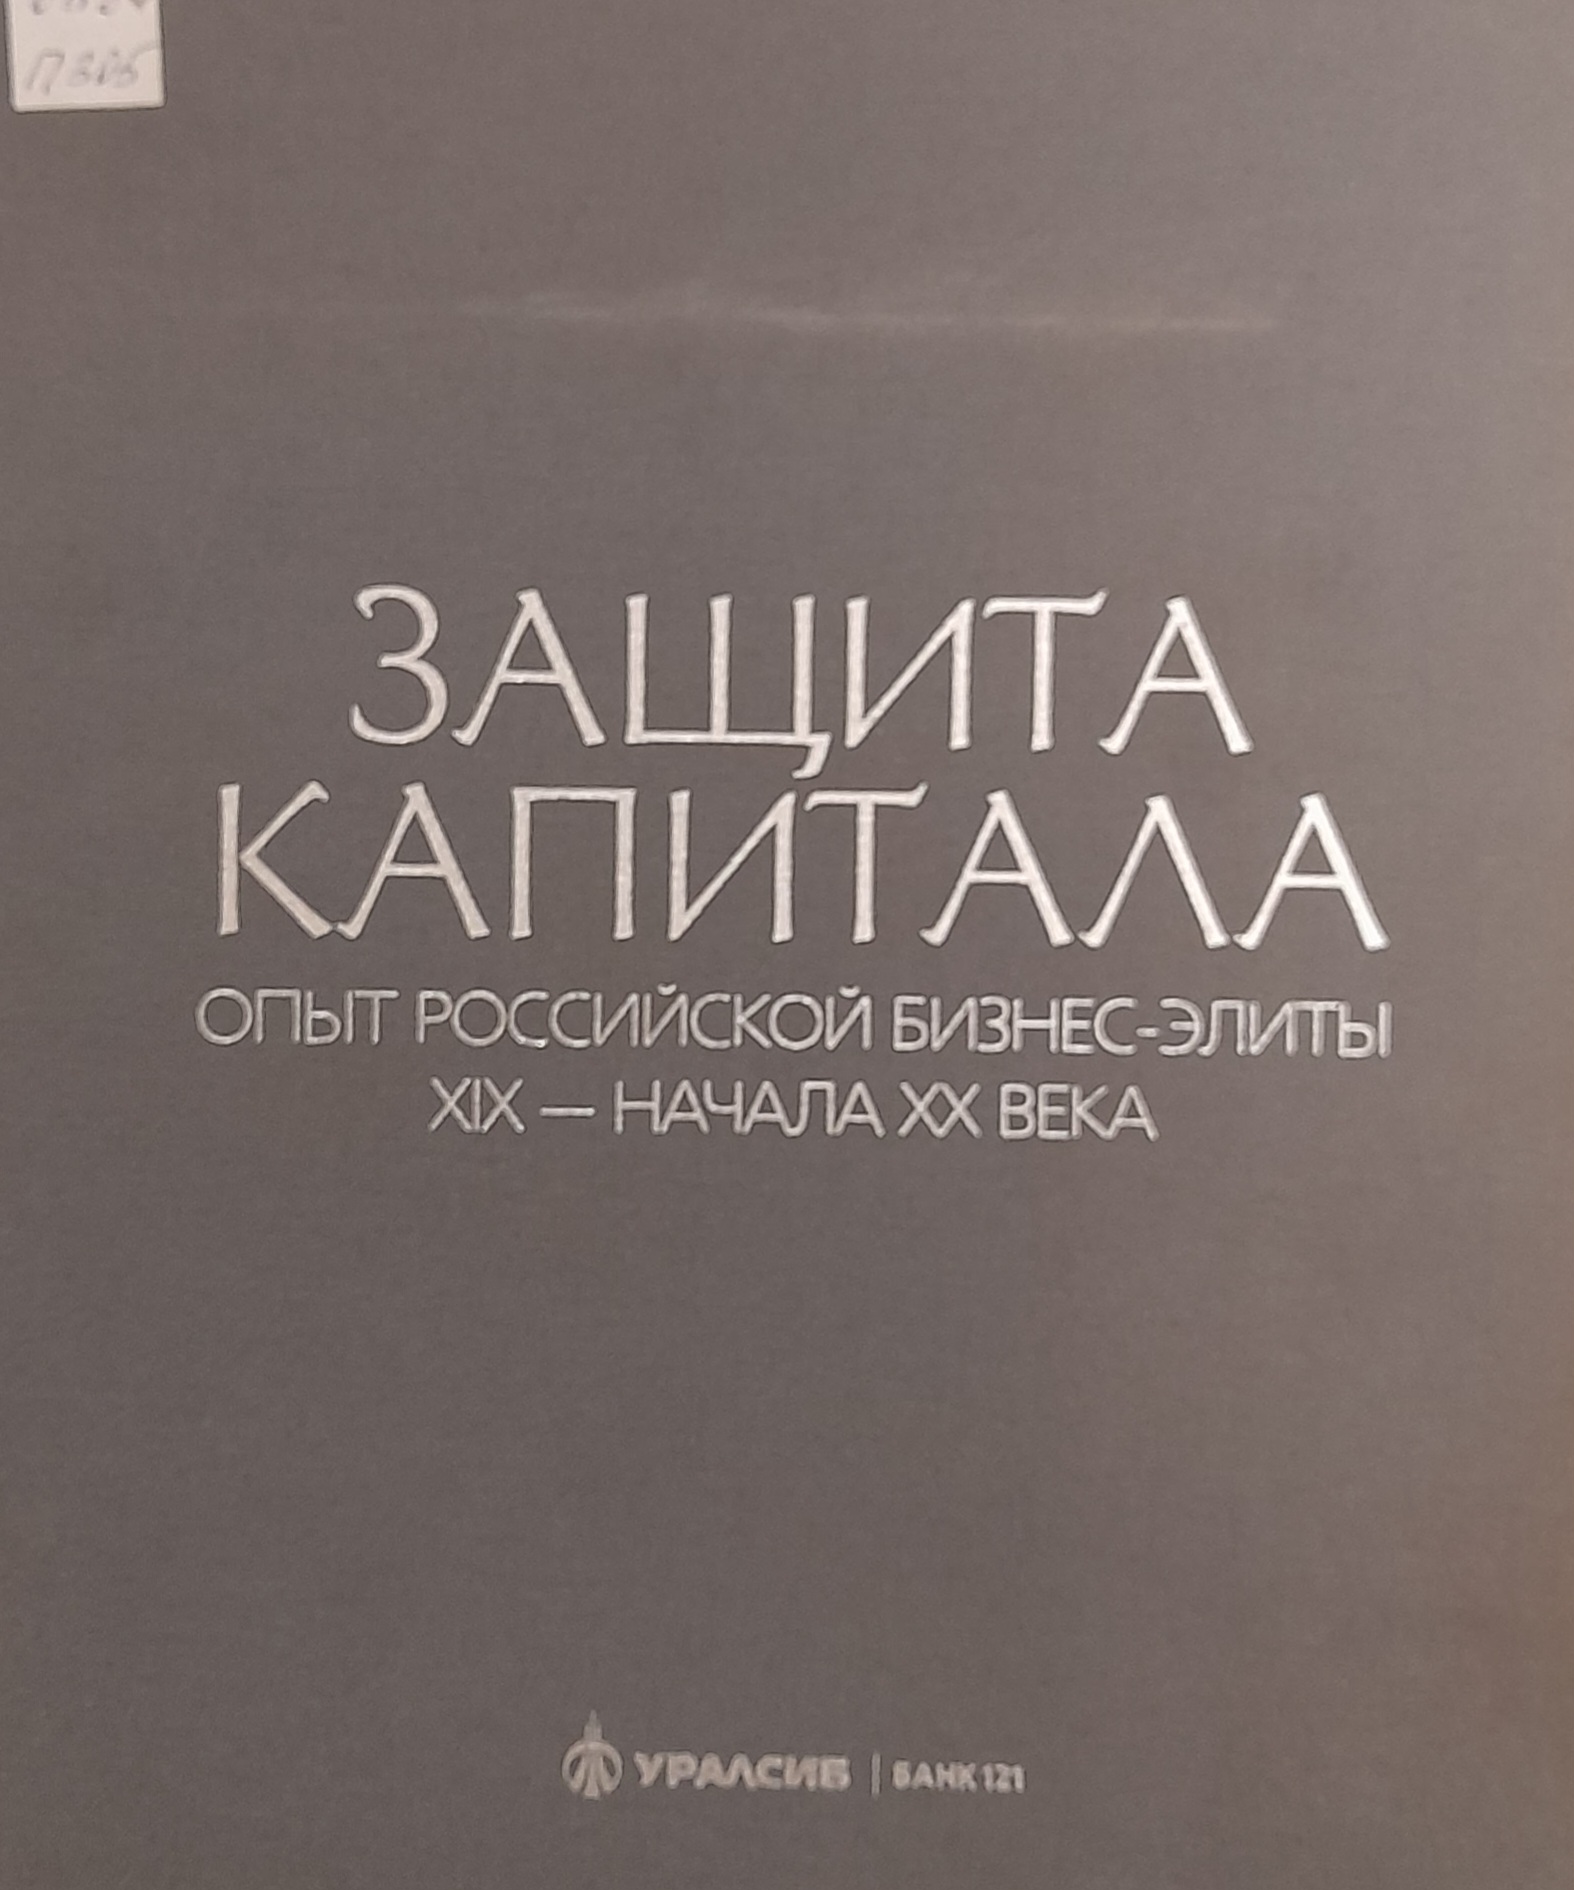 ЗАЩИТА
КАПИТАЛА
ОПЫТ РОССИЙСКОЙ БИЗНЕС-ЭЛИТЫ
XIX — НАЧАЛА XX ВЕКА
УРАЛСИБ | БАНК 121